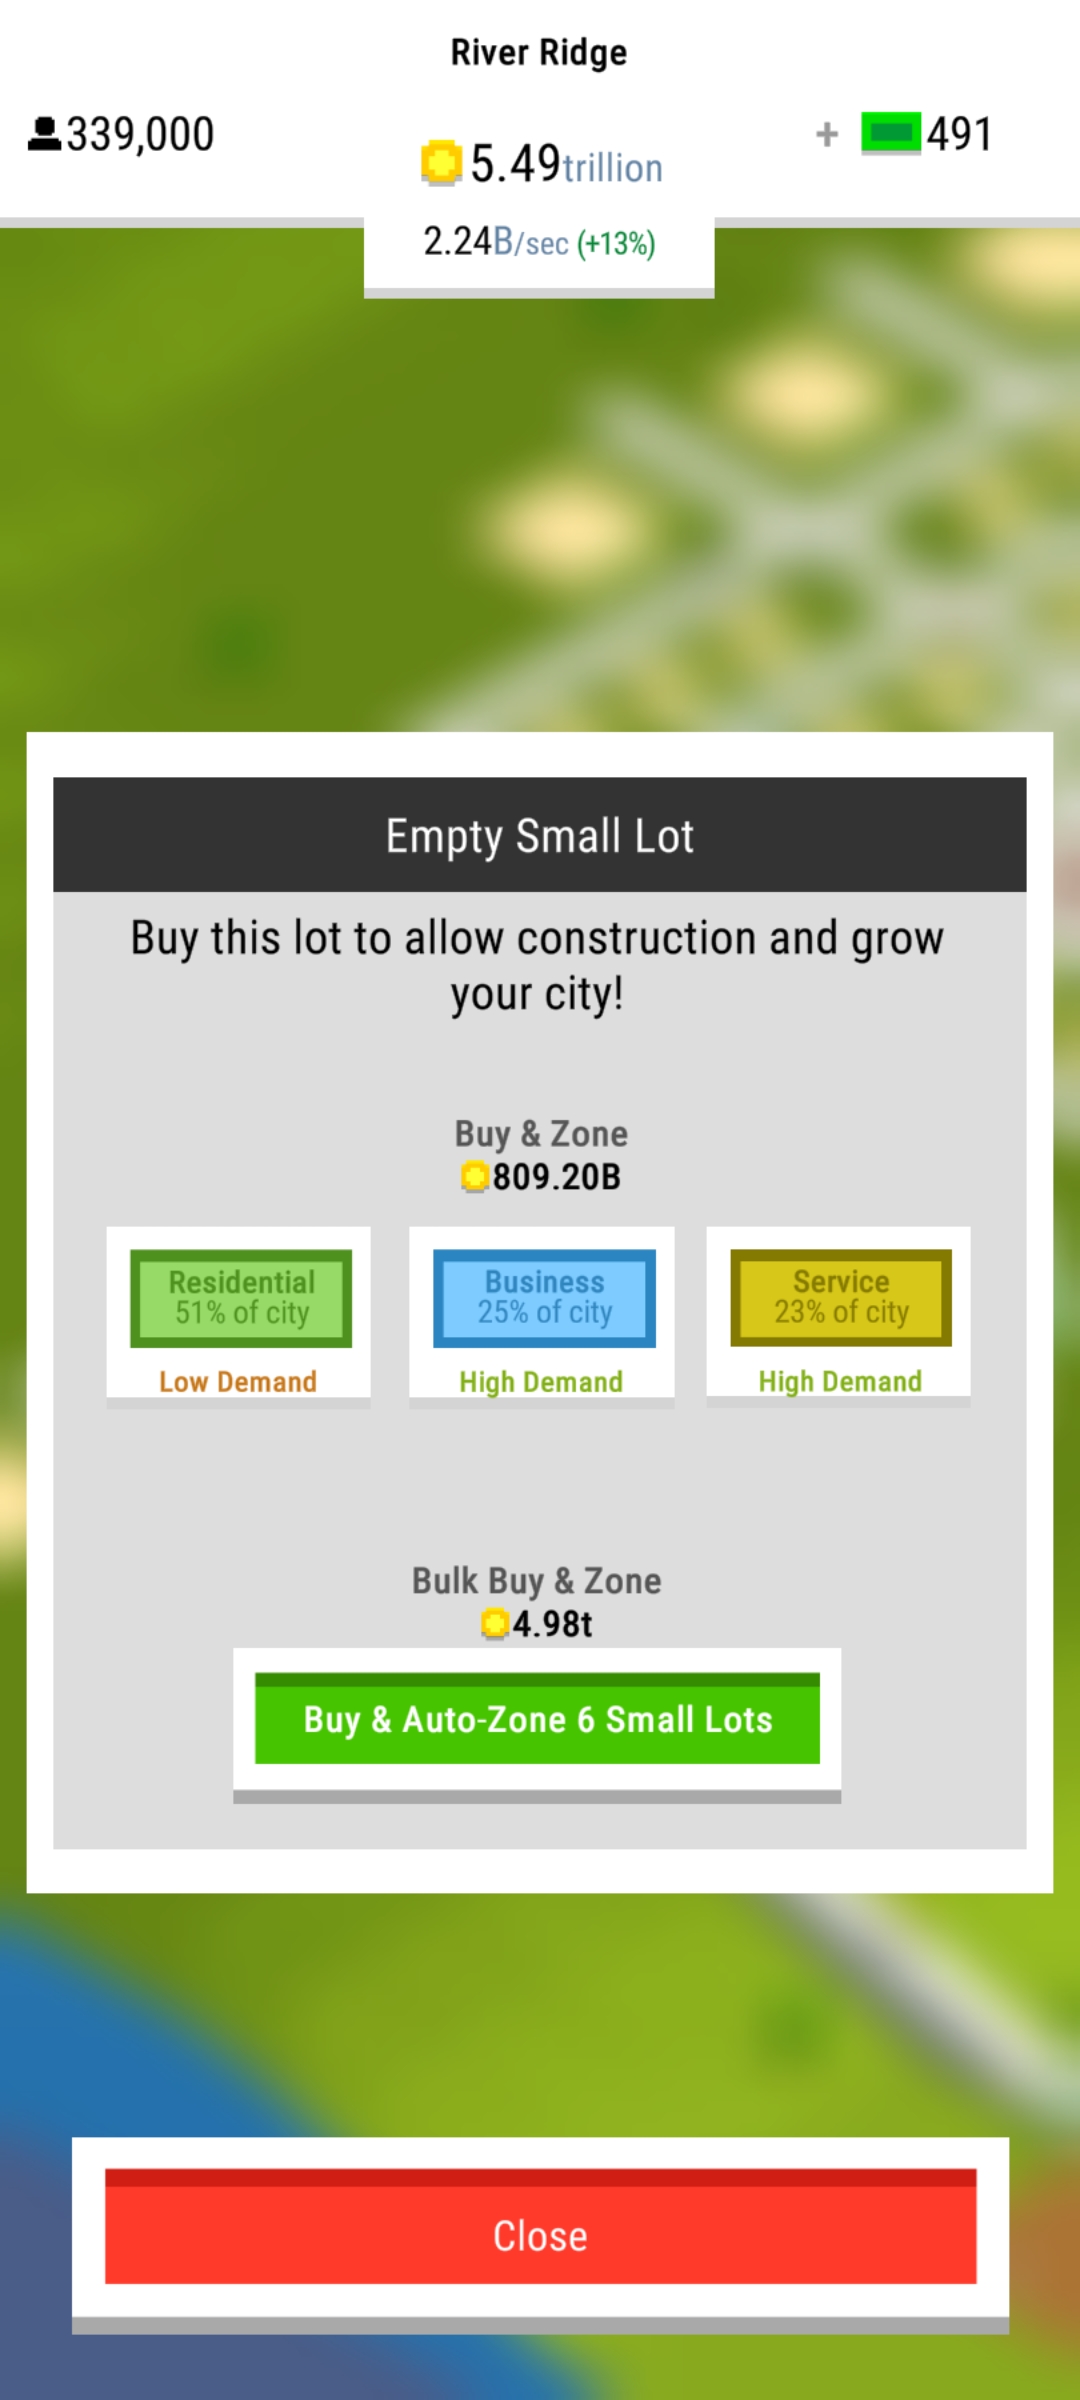 River Ridge
339,000
5.49trillion
+ 491
2.24B/sec (+13%)
Empty Small Lot
Buy this lot to allow construction and grow
your city!
Buy & Zone
809.20B
Residential
51% of city
Low Demand
Business
25% of city
High Demand
Service
23% of city
High Demand
Bulk Buy & Zone
4.98t
Buy & Auto-Zone 6 Small Lots
Close